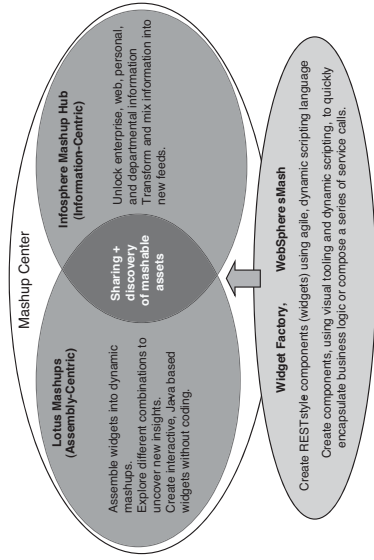 Mashup Center
Lotus Mashups
(Assembly-Centric)
Assemble widgets into dynamic
mashups.
Explore different combinations to
uncover new insights.
Create interactive, Java based
widgets without coding.
Sharing +
discovery
of mashable
assets
Infosphere Mashup Hub
(Information-Centric)
Unlock enterprise, web, personal,
and departmental information
Transform and mix information into
new feeds.
Widget Factory, WebSphere sMash
Create REST style components (widgets) using agile, dynamic scripting language
Create components, using visual tooling and dynamic scripting, to quickly
encapsulate business logic or compose a series of service calls.